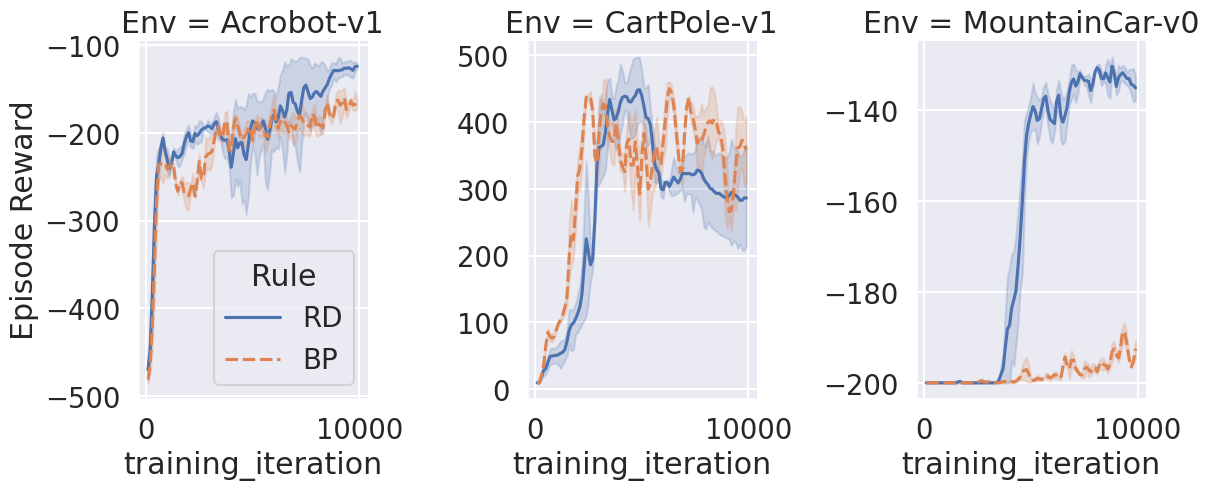 Env = Acrobot-v1
−100
−200
−300
−400
−500
Episode Reward
0
10000
training_iteration
Rule
RD
BP
Env = CartPole-v1
500
400
300
200
100
0
0
10000
training_iteration
Env = MountainCar-v0
−140
−160
−180
−200
0
10000
training_iteration